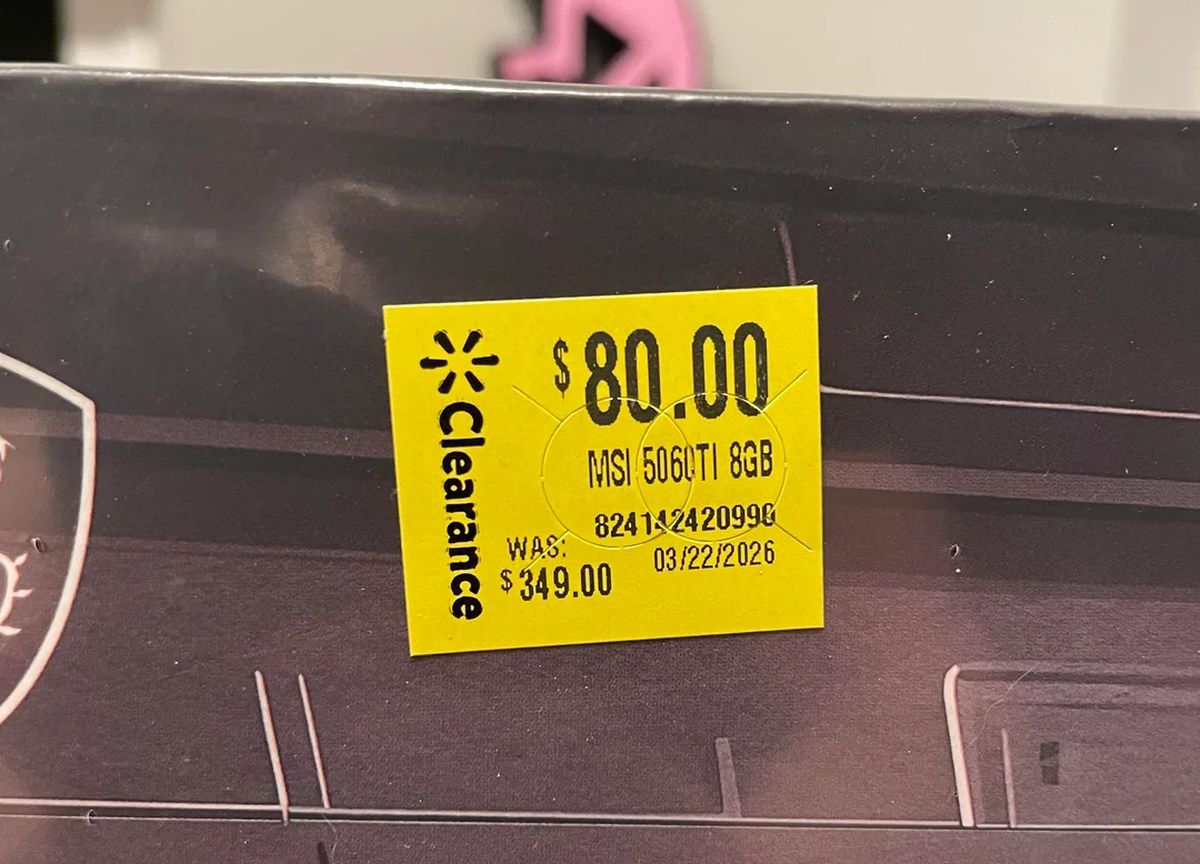 Clearance
$80.00
MSI 5060TI 8GB
824142420990
WAS:
03/22/2026
$349.00